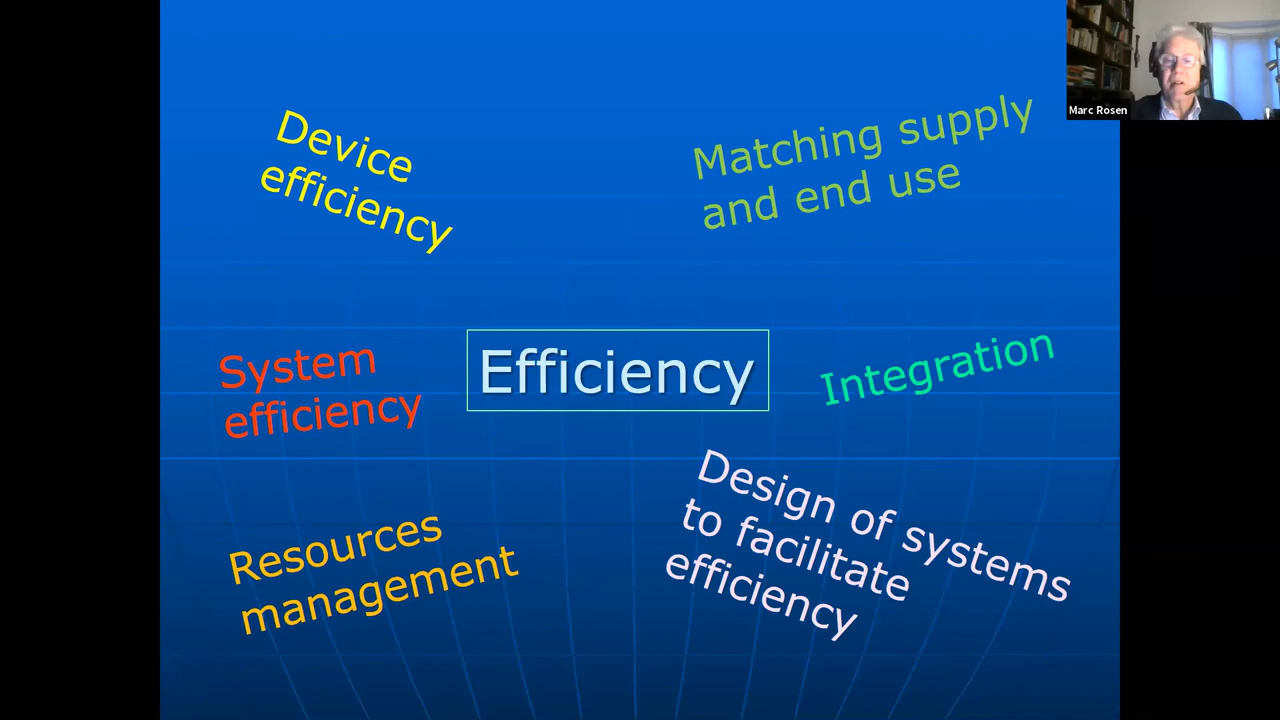 Device
efficiency
Matching supply
and end use
Marc Rosen
System
efficiency
Efficiency
Integration
Resources
management
Design of systems
to facilitate
efficiency